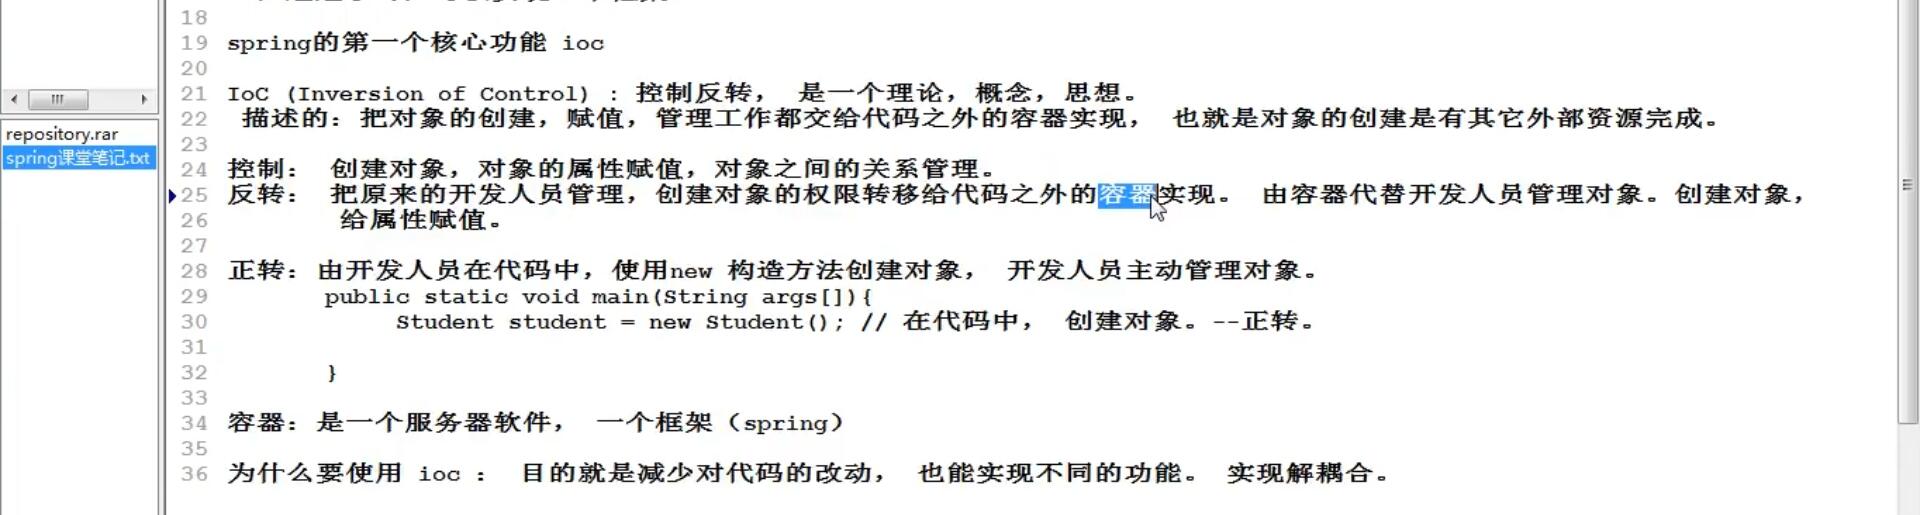 repository.rar
spring课堂笔记.txt
18
19 spring的第一个核心功能 ioc
20
21 IoC (Inversion of Control) : 控制反转, 是一个理论,概念,思想。
22 描述的:把对象的创建,赋值,管理工作都交给代码之外的容器实现, 也就是对象的创建是有其它外部资源完成。
23
24 控制: 创建对象,对象的属性赋值,对象之间的关系管理。
25 反转: 把原来的开发人员管理,创建对象的权限转移给代码之外的容器实现。 由容器代替开发人员管理对象。创建对象,
26 给属性赋值。
27
28 正转:由开发人员在代码中,使用new 构造方法创建对象, 开发人员主动管理对象。
29 public static void main(String args[]){
30 Student student = new Student(); // 在代码中, 创建对象。--正转。
31
32 }
33
34 容器:是一个服务器软件, 一个框架(spring)
35
36 为什么要使用 ioc : 目的就是减少对代码的改动, 也能实现不同的功能。 实现解耦合。